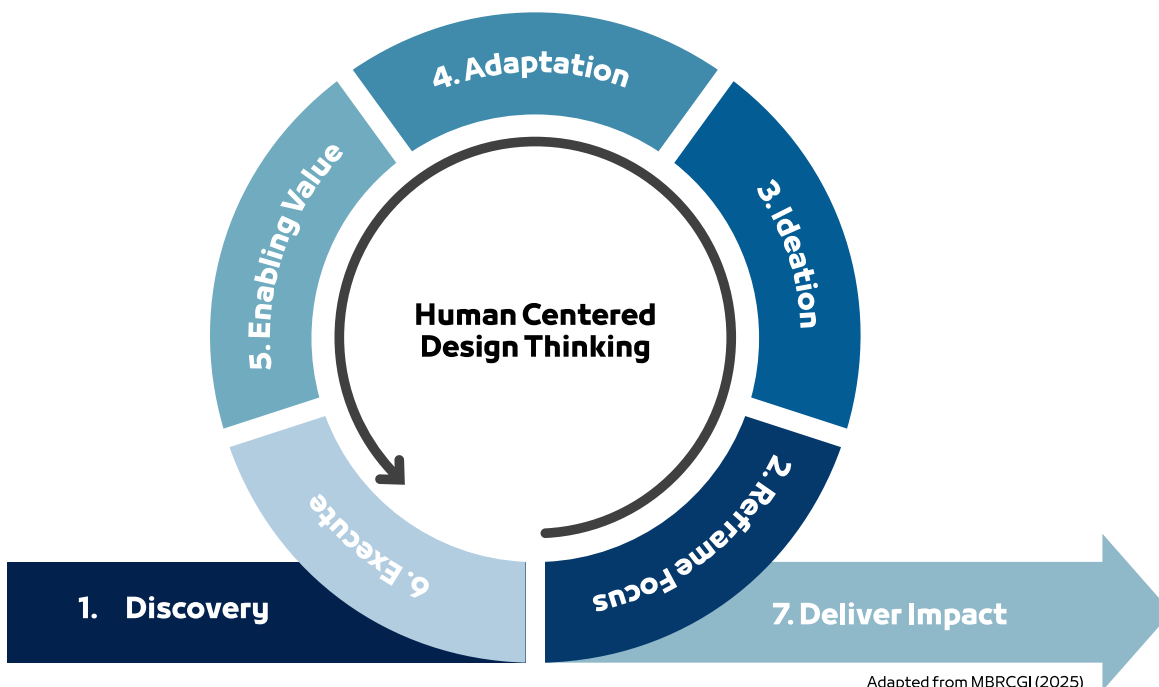 4. Adaptation
3. Ideation
5. Enabling Value
Human Centered
Design Thinking
2. Reframe Focus
6. Execute
1. Discovery
7. Deliver Impact
Adapted from MBRCGI (2025)